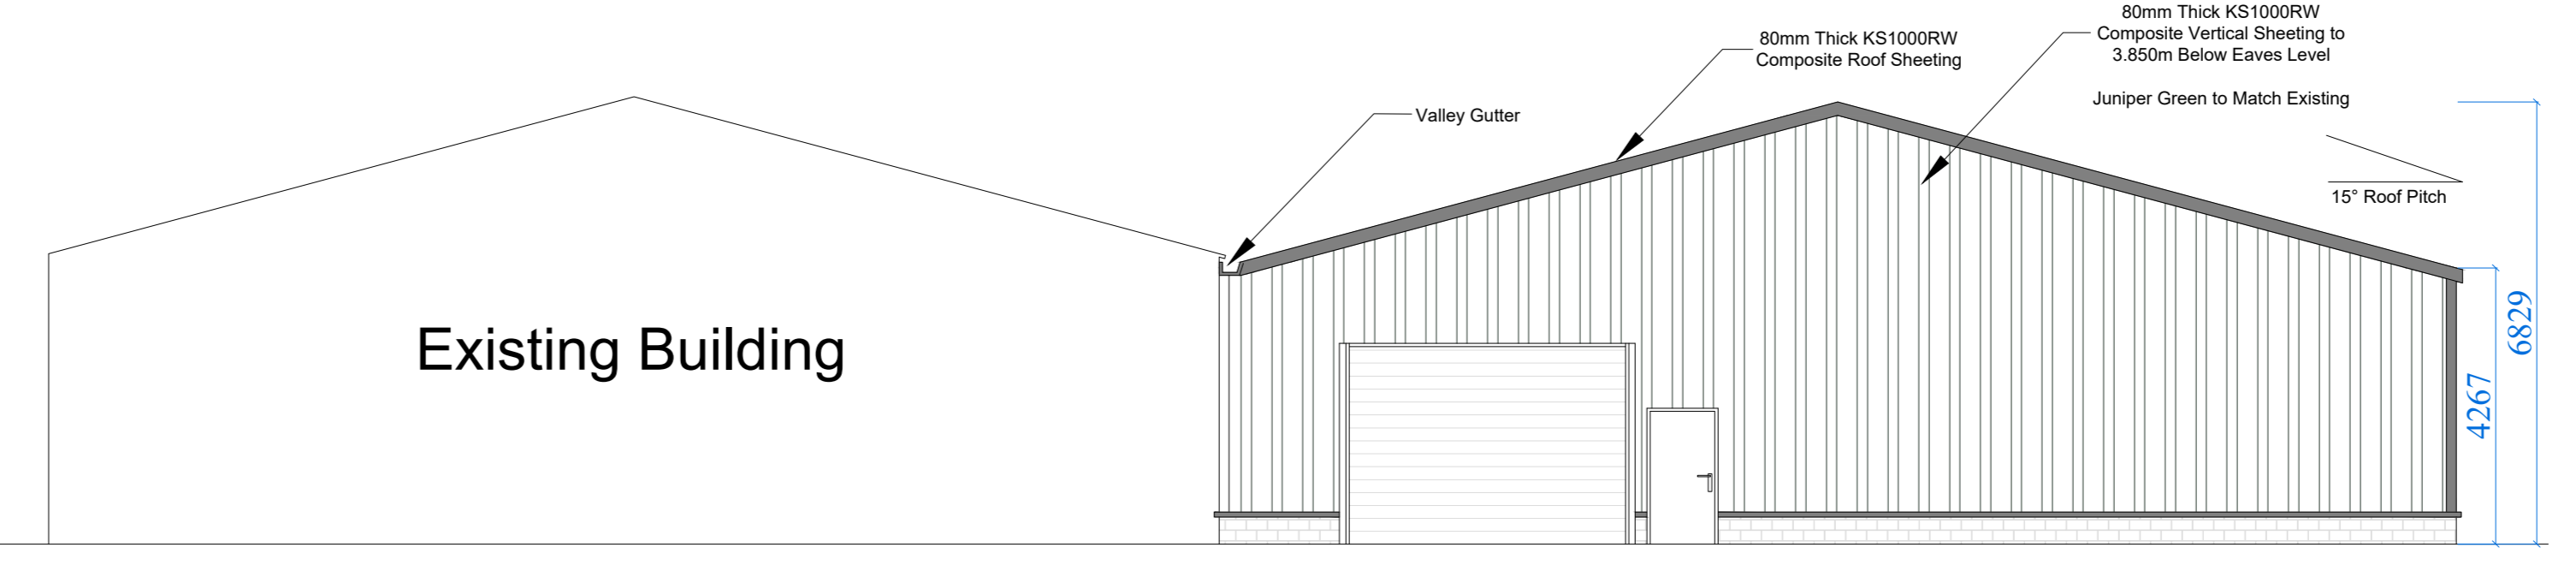 80mm Thick KS1000RW
Composite Vertical Sheeting to
3.850m Below Eaves Level
Juniper Green to Match Existing
80mm Thick KS1000RW
Composite Roof Sheeting
Valley Gutter
15° Roof Pitch
Existing Building
4267
6829